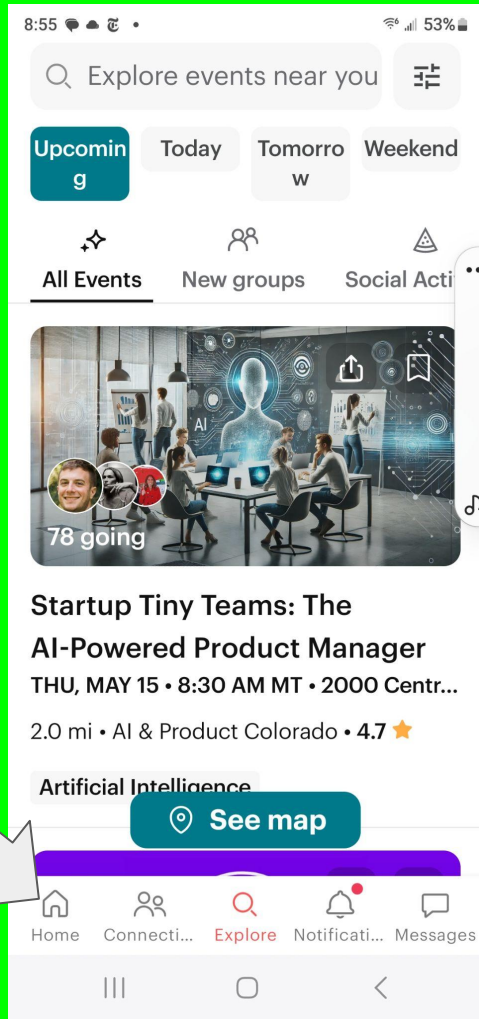 8:55
53%
Explore events near you
Upcomin
g
Today
Tomorro
w
Weekend
All Events
New groups
Social Acti
AI
78 going
Startup Tiny Teams: The
AI-Powered Product Manager
THU, MAY 15 • 8:30 AM MT • 2000 Centr...
2.0 mi • AI & Product Colorado • 4.7
Artificial Intelligence
See map
Home
Connecti...
Explore
Notificati...
Messages